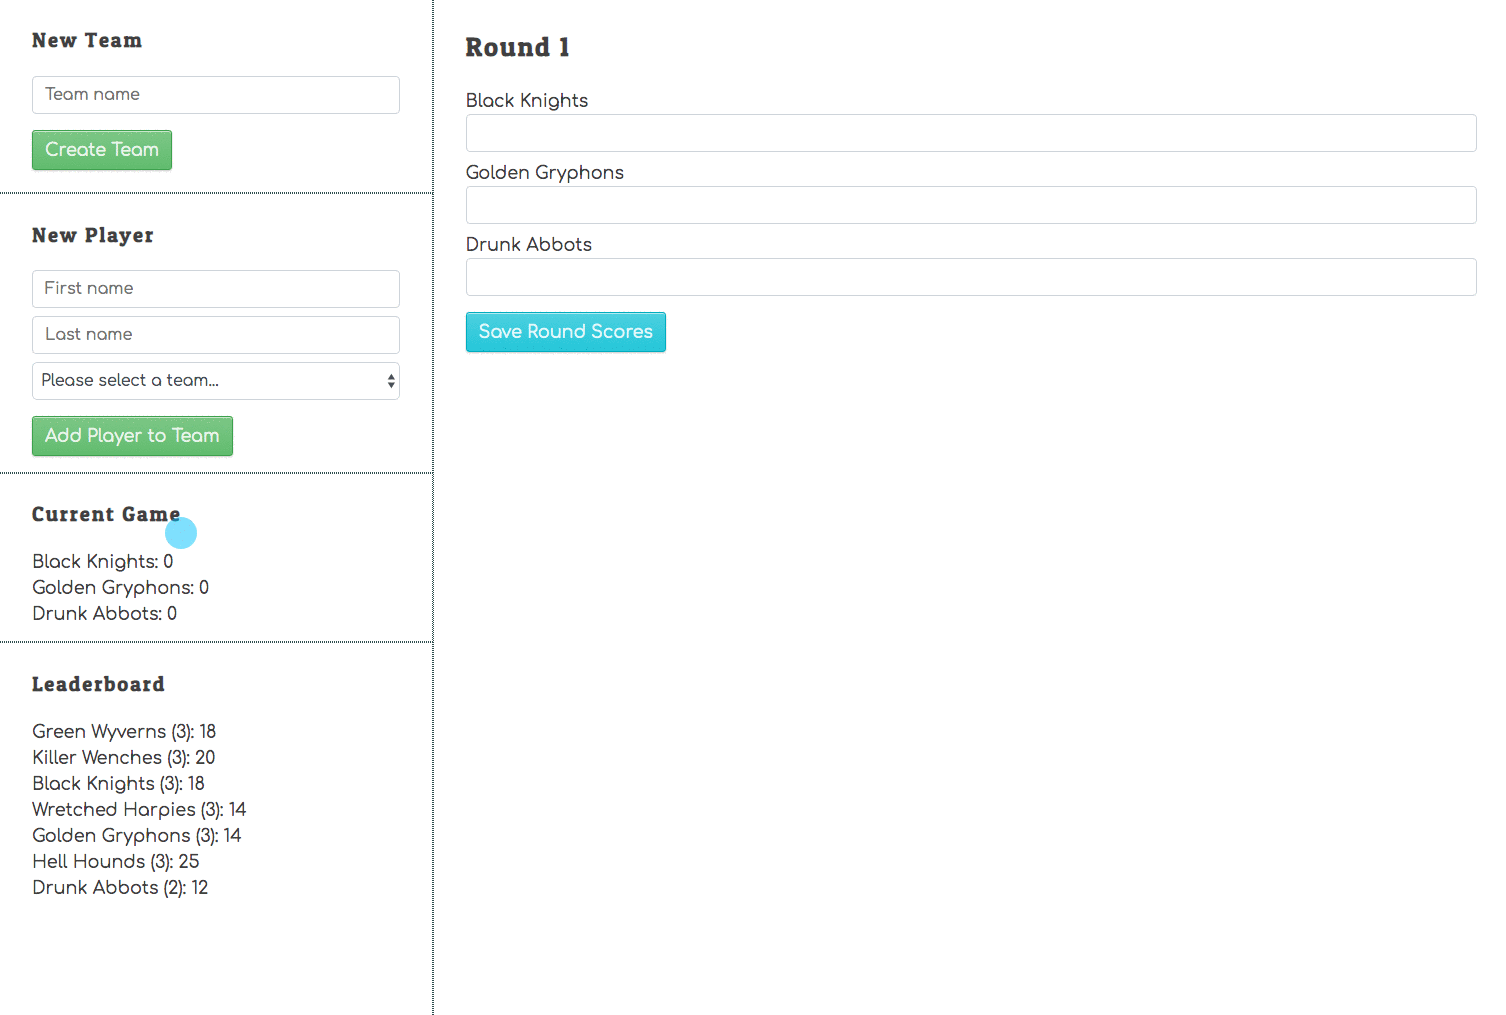 New Team
Team name
Create Team
New Player
First name
Last name
Please select a team...
Add Player to Team
Current Game
Black Knights: 0
Golden Gryphons: 0
Drunk Abbots: 0
Leaderboard
Green Wyverns (3): 18
Killer Wenches (3): 20
Black Knights (3): 18
Wretched Harpies (3): 14
Golden Gryphons (3): 14
Hell Hounds (3): 25
Drunk Abbots (2): 12
Round 1
Black Knights
Golden Gryphons
Drunk Abbots
Save Round Scores